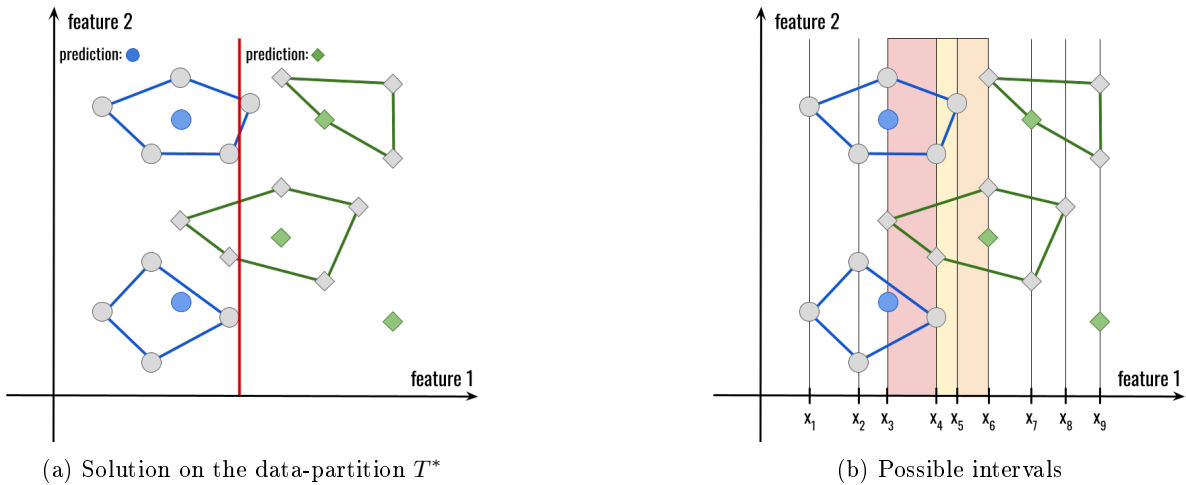 feature 2
prediction:
prediction:
feature 1
(a) Solution on the data-partition T*
feature 2
feature 1
x1 x2 x3 x4 x5 x6 x7 x8 x9
(b) Possible intervals